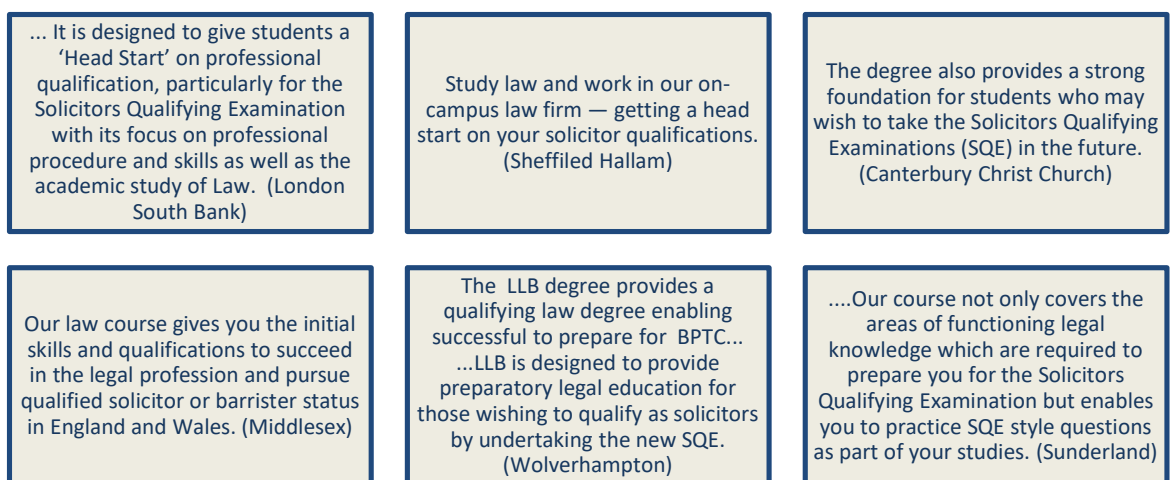 ... It is designed to give students a
‘Head Start’ on professional
qualification, particularly for the
Solicitors Qualifying Examination
with its focus on professional
procedure and skills as well as the
academic study of Law.  (London
South Bank)
Study law and work in our on-
campus law firm — getting a head
start on your solicitor qualifications.
(Sheffiled Hallam)
The degree also provides a strong
foundation for students who may
wish to take the Solicitors Qualifying
Examinations (SQE) in the future.
(Canterbury Christ Church)
Our law course gives you the initial
skills and qualifications to succeed
in the legal profession and pursue
qualified solicitor or barrister status
in England and Wales. (Middlesex)
The  LLB degree provides a
qualifying law degree enabling
successful to prepare for  BPTC...
...LLB is designed to provide
preparatory legal education for
those wishing to qualify as solicitors
by undertaking the new SQE.
(Wolverhampton)
....Our course not only covers the
areas of functioning legal
knowledge which are required to
prepare you for the Solicitors
Qualifying Examination but enables
you to practice SQE style questions
as part of your studies. (Sunderland)